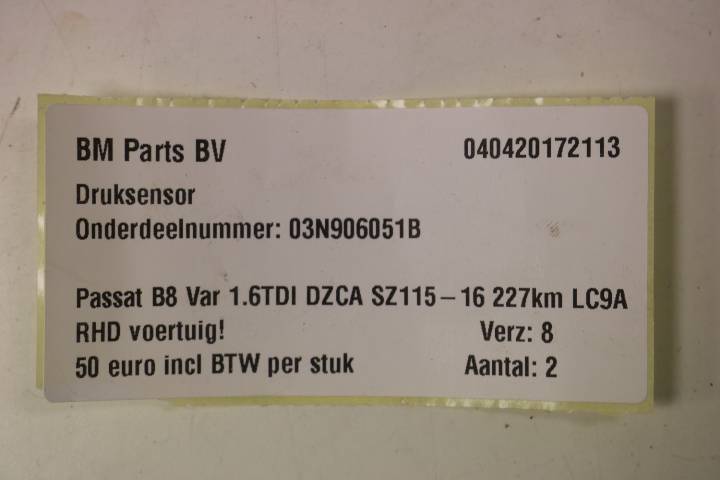 BM Parts BV 040420172113
Druksensor
Onderdeelnummer: 03N906051B
Passat B8 Var 1.6TDI DZCA SZ115-16 227km LC9A
RHD voertuig! Verz: 8
50 euro incl BTW per stuk Aantal: 2